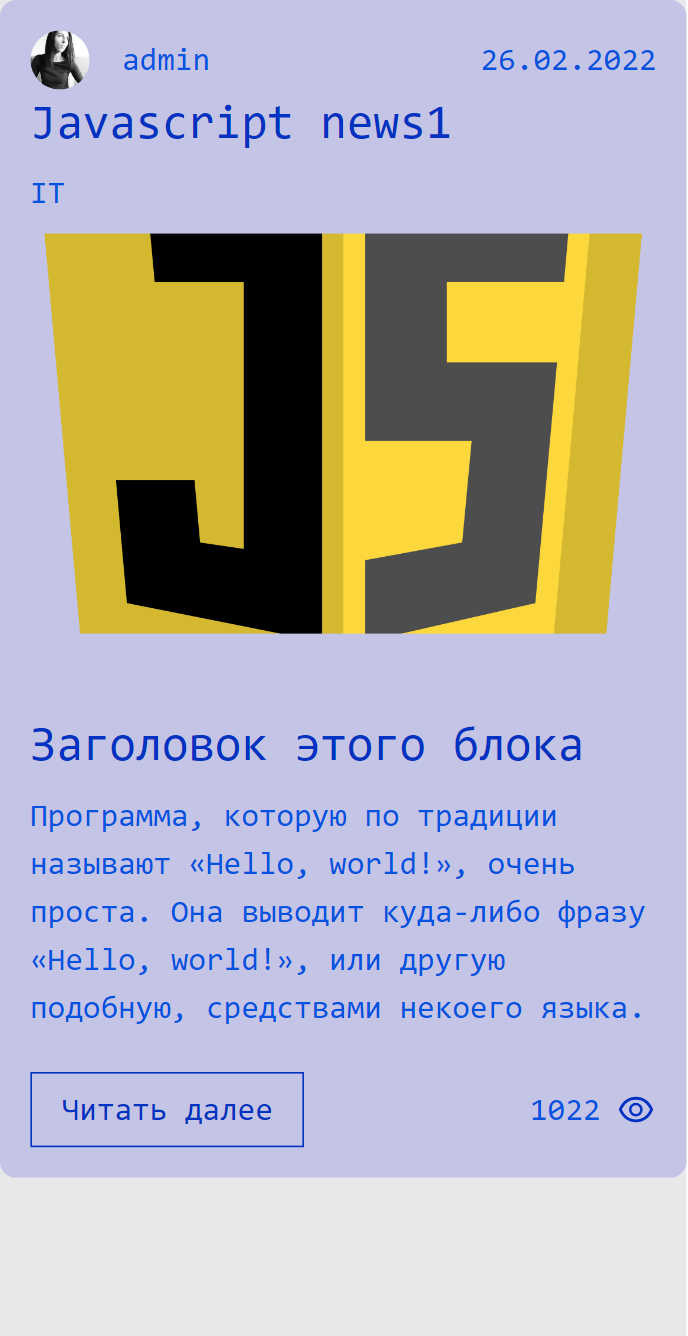 admin 26.02.2022
Javascript news1
IT
JS
Заголовок этого блока
Программа, которую по традиции
называют «Hello, world!», очень
проста. Она выводит куда-либо фразу
«Hello, world!», или другую
подобную, средствами некоего языка.
Читать далее 1022